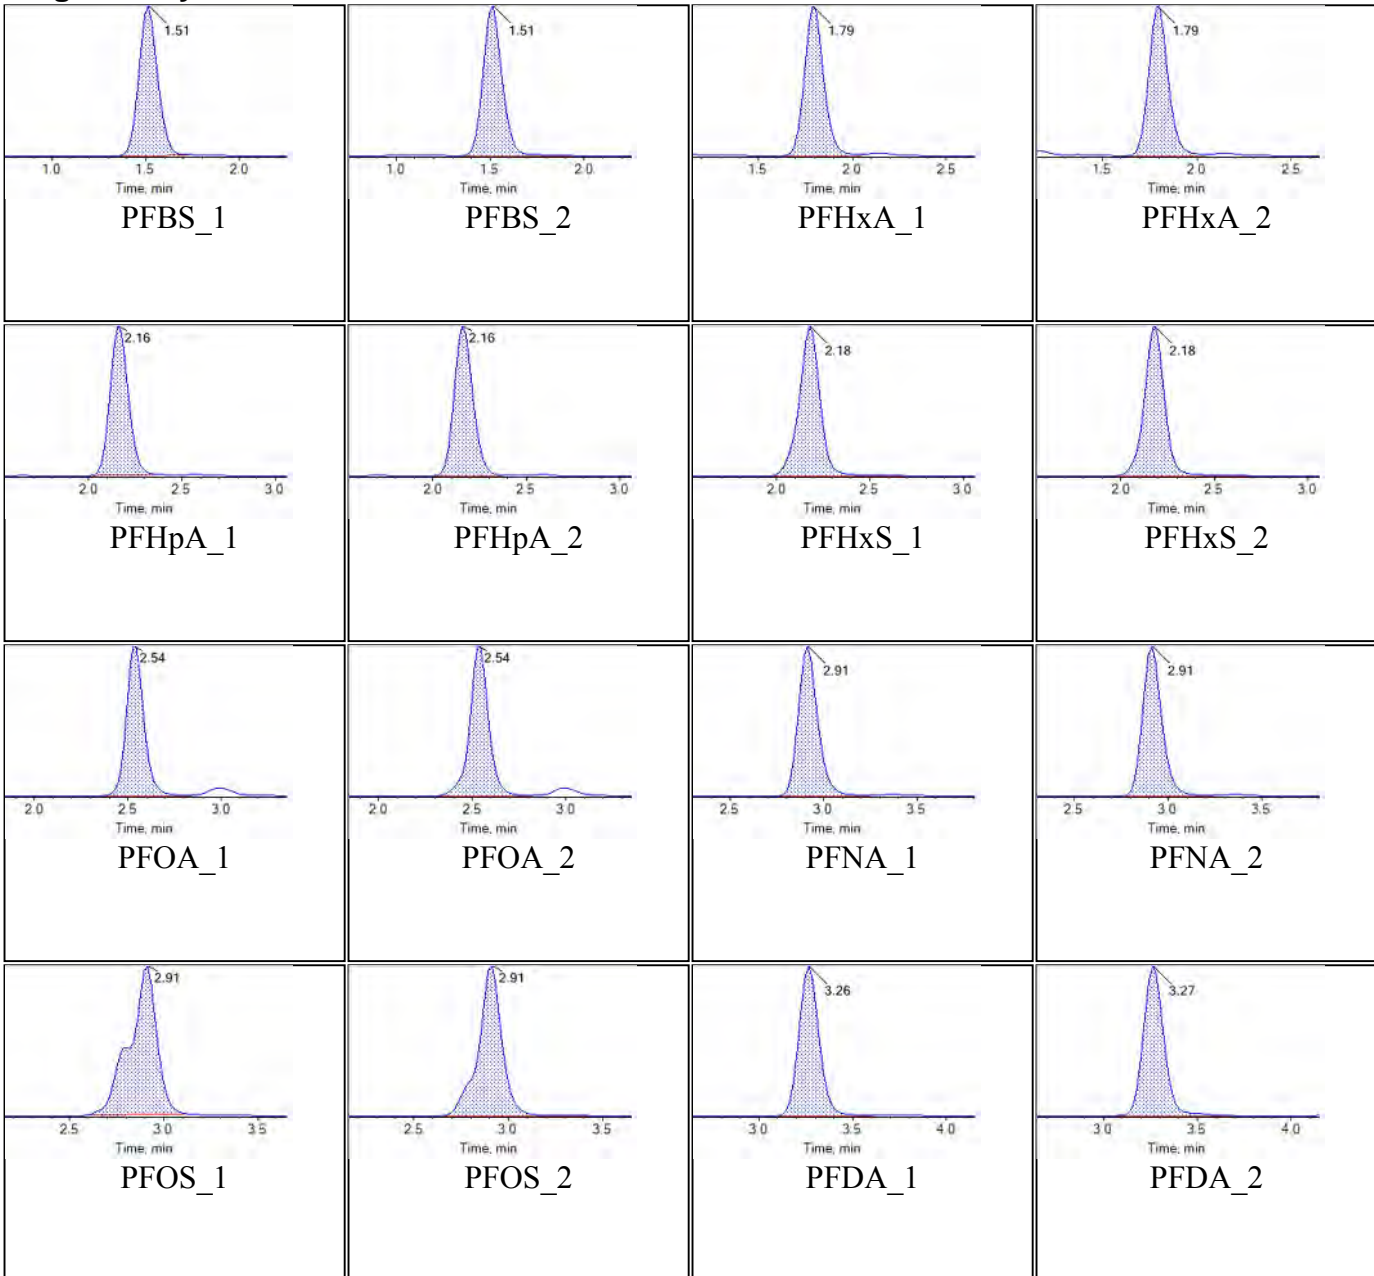 1.51 1.51 1.79 1.79
1.0 1.5 2.0 1.0 1.5 2.0 1.5 2.0 2.5 1.5 2.0 2.5
Time, min Time, min Time, min Time, min
PFBS_1 PFBS_2 PFHxA_1 PFHxA_2
2.16 2.16 2.18 2.18
2.0 2.5 3.0 2.0 2.5 3.0 2.0 2.5 3.0 2.0 2.5 3.0
Time, min Time, min Time, min Time, min
PFHpA_1 PFHpA_2 PFHxS_1 PFHxS_2
2.54 2.54 2.91 2.91
2.0 2.5 3.0 2.0 2.5 3.0 2.5 3.0 3.5 2.5 3.0 3.5
Time, min Time, min Time, min Time, min
PFOA_1 PFOA_2 PFNA_1 PFNA_2
2.91 2.91 3.26 3.27
2.5 3.0 3.5 2.5 3.0 3.5 3.0 3.5 4.0 3.0 3.5 4.0
Time, min Time, min Time, min Time, min
PFOS_1 PFOS_2 PFDA_1 PFDA_2